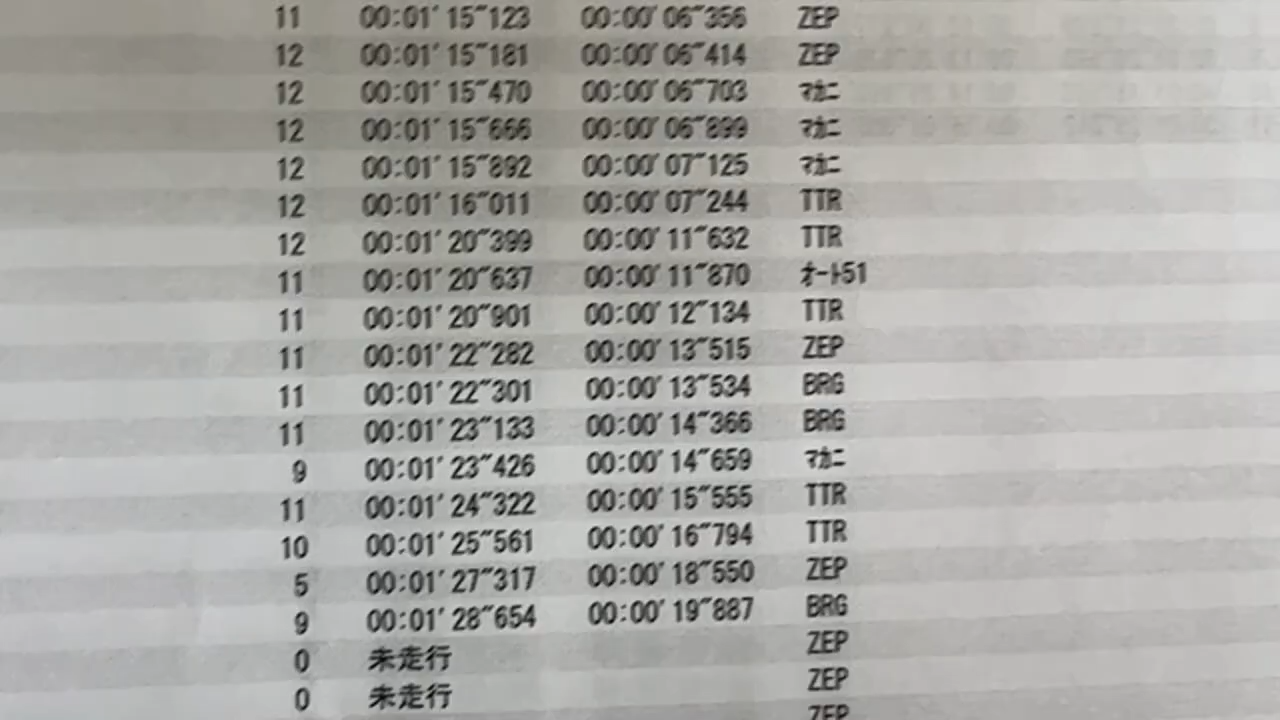 11 00:01'15"123 00:00'06"356 ZEP
12 00:01'15"181 00:00'06"414 ZEP
12 00:01'15"470 00:00'06"703 ﾏｶﾆ
12 00:01'15"666 00:00'06"899 ﾏｶﾆ
12 00:01'15"892 00:00'07"125 ﾏｶﾆ
12 00:01'16"011 00:00'07"244 TTR
12 00:01'20"399 00:00'11"632 TTR
11 00:01'20"637 00:00'11"870 ｵｰﾄ51
11 00:01'20"901 00:00'12"134 TTR
11 00:01'22"282 00:00'13"515 ZEP
11 00:01'22"301 00:00'13"534 BRG
11 00:01'23"133 00:00'14"366 BRG
9 00:01'23"426 00:00'14"659 ﾏｶﾆ
11 00:01'24"322 00:00'15"555 TTR
10 00:01'25"561 00:00'16"794 TTR
5 00:01'27"317 00:00'18"550 ZEP
9 00:01'28"654 00:00'19"887 BRG
0 未走行 ZEP
0 未走行 ZEP
ZEP